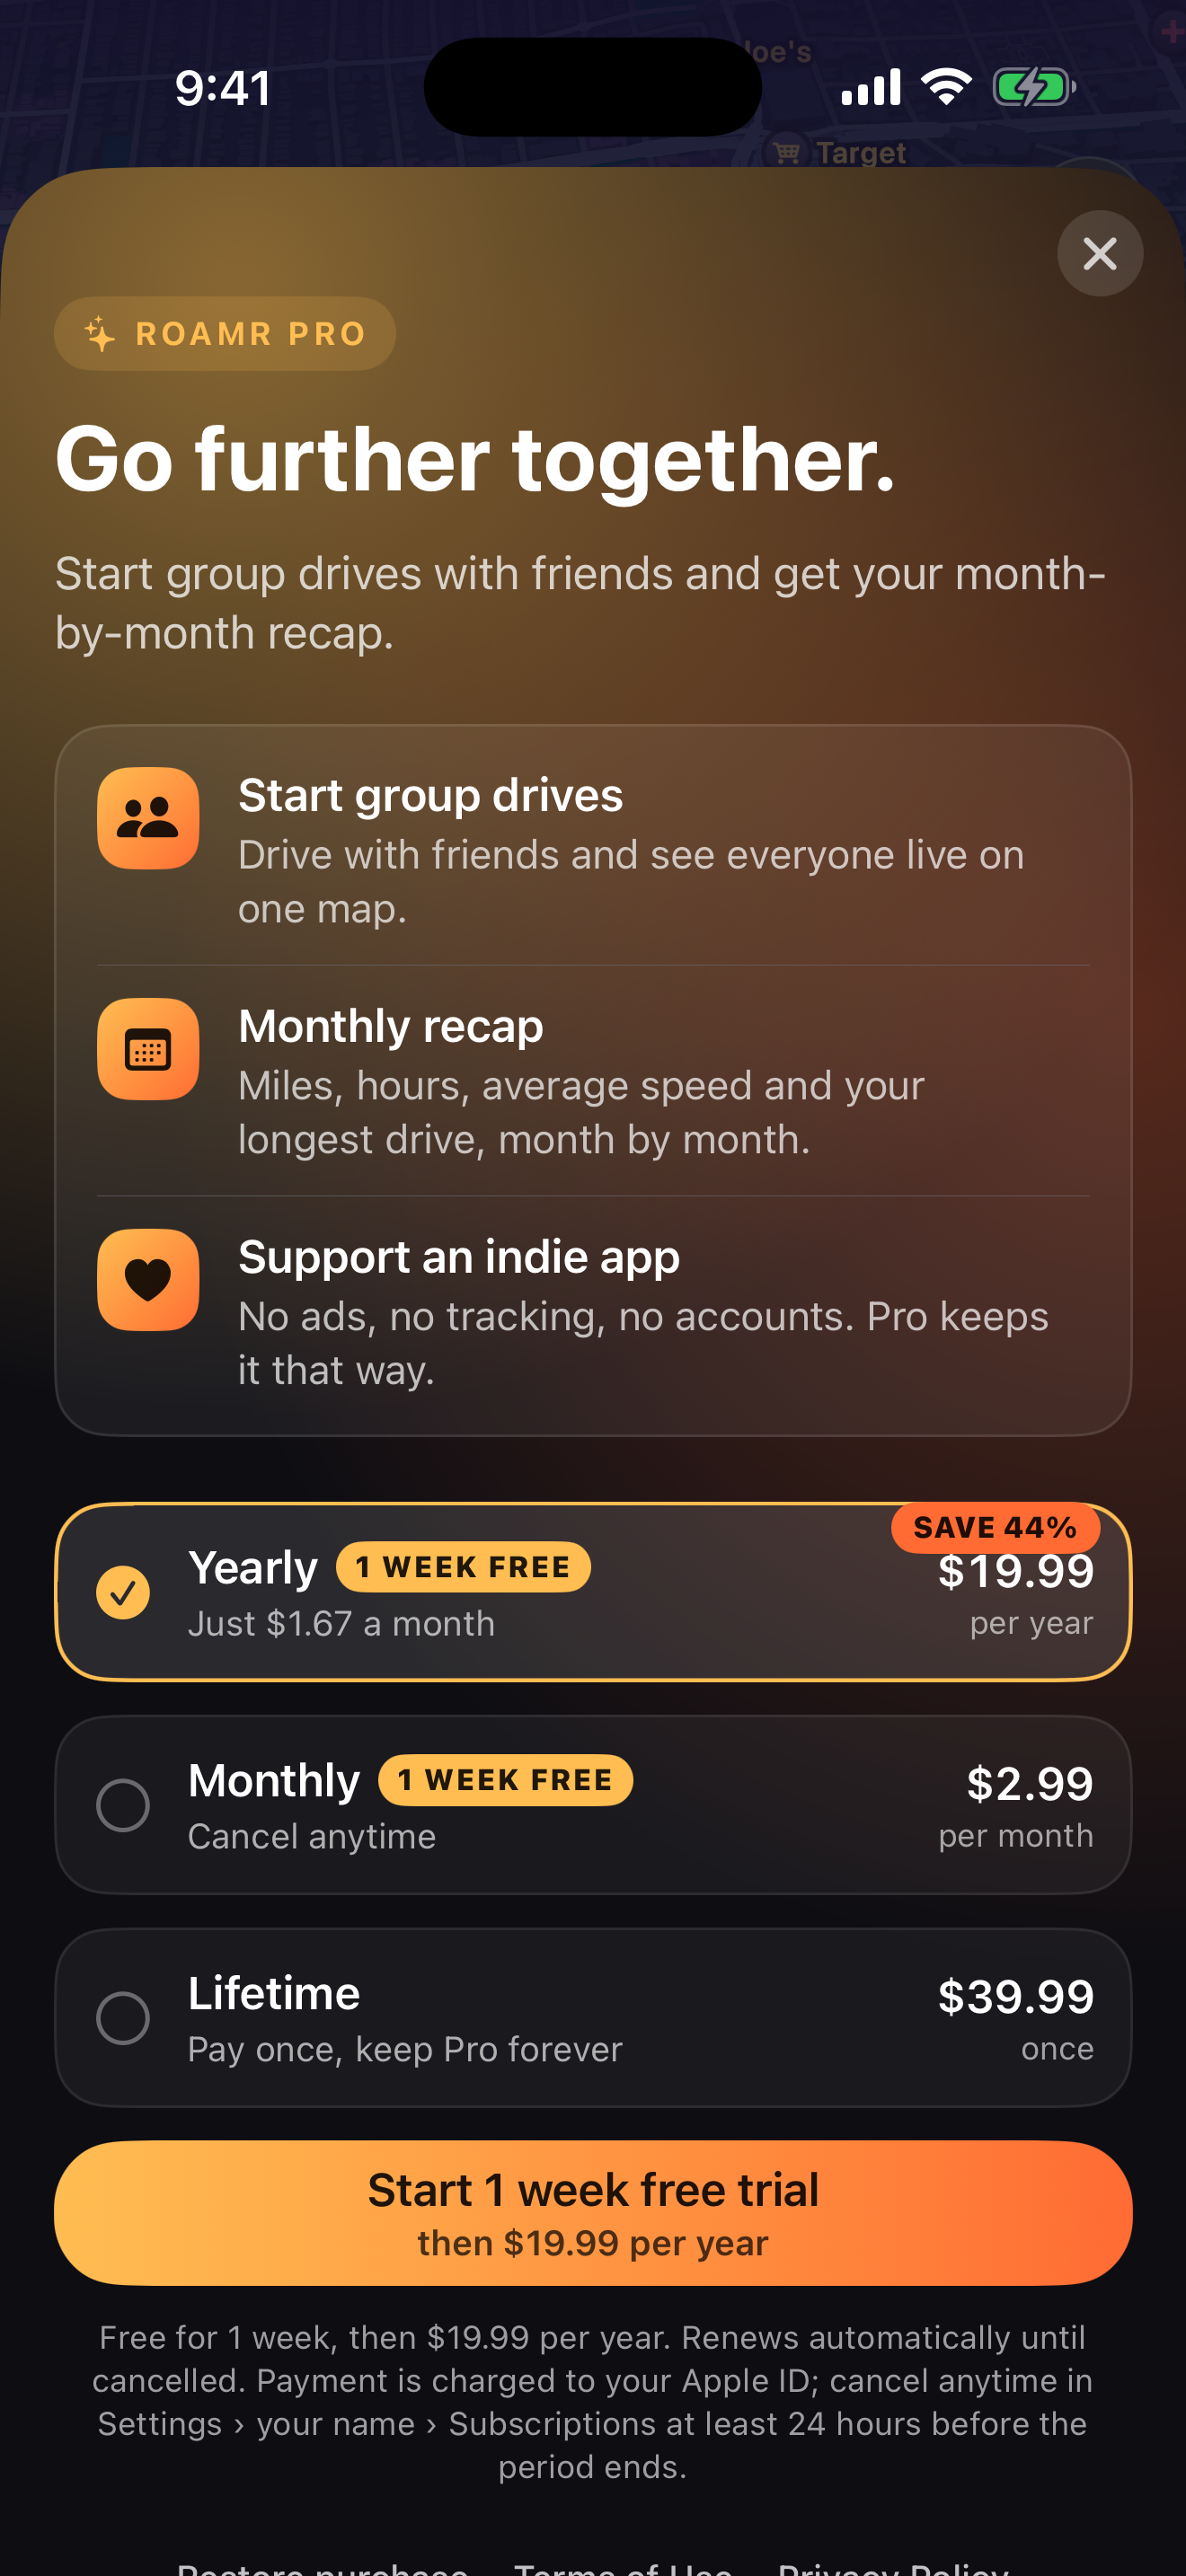 9:41
Target
ROAMR PRO
Go further together.
Start group drives with friends and get your month-
by-month recap.
Start group drives
Drive with friends and see everyone live on
one map.
Monthly recap
Miles, hours, average speed and your
longest drive, month by month.
Support an indie app
No ads, no tracking, no accounts. Pro keeps
it that way.
SAVE 44%
Yearly 1 WEEK FREE $19.99
Just $1.67 a month per year
Monthly 1 WEEK FREE $2.99
Cancel anytime per month
Lifetime $39.99
Pay once, keep Pro forever once
Start 1 week free trial
then $19.99 per year
Free for 1 week, then $19.99 per year. Renews automatically until
cancelled. Payment is charged to your Apple ID; cancel anytime in
Settings › your name › Subscriptions at least 24 hours before the
period ends.
Restore purchase Terms of Use Privacy Policy